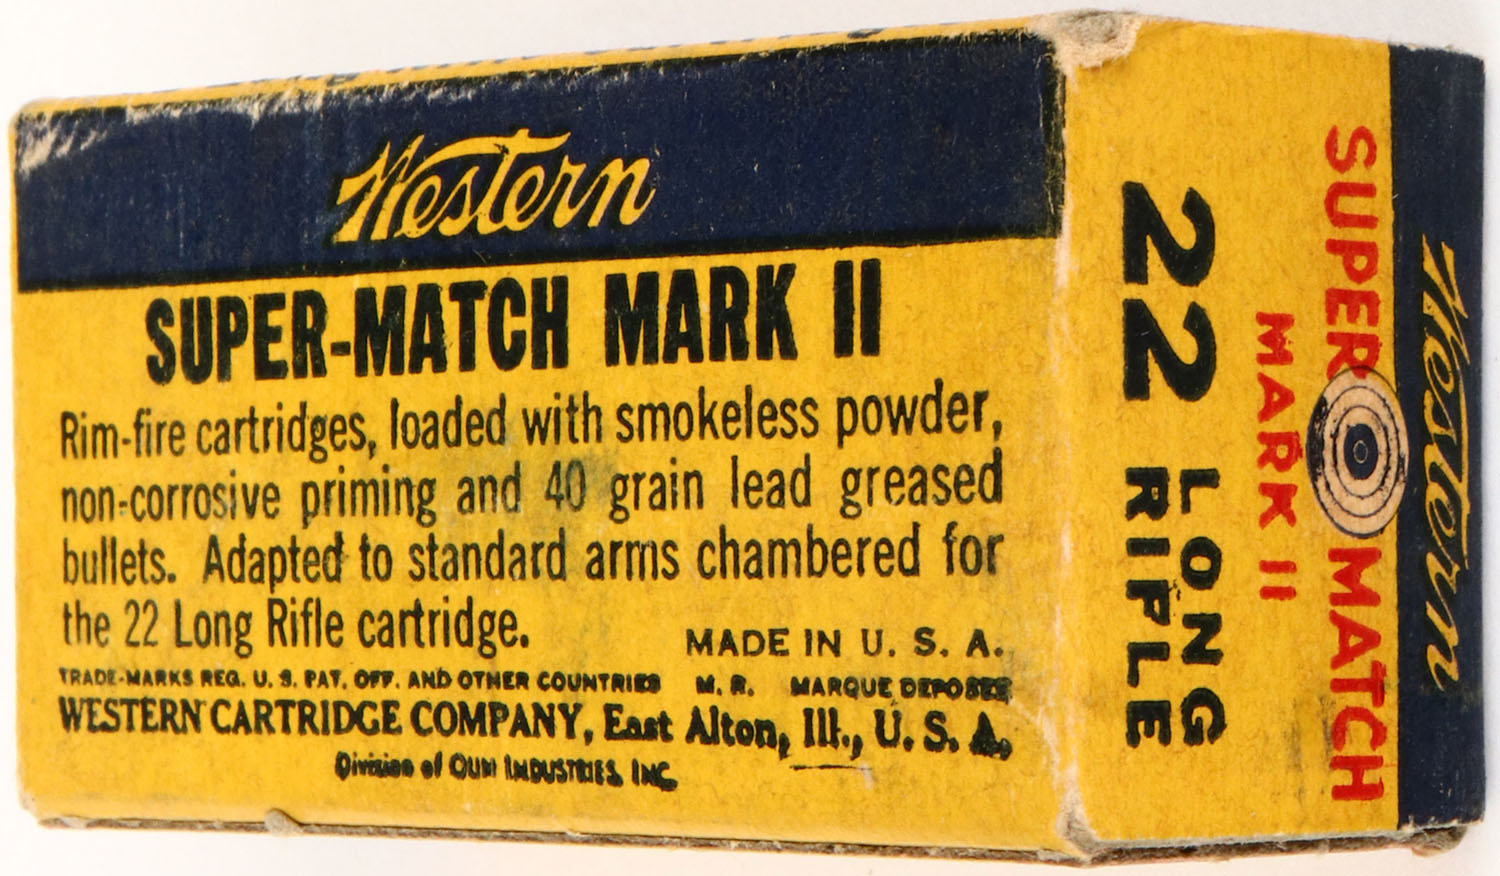 Western
SUPER-MATCH MARK II
Rim-fire cartridges, loaded with smokeless powder,
non-corrosive priming and 40 grain lead greased
bullets. Adapted to standard arms chambered for
the 22 Long Rifle cartridge.
MADE IN U. S. A.
TRADE-MARKS REG. U. S. PAT. OFF. AND OTHER COUNTRIES M. R. MARQUE DEPOSEE
WESTERN CARTRIDGE COMPANY, East Alton, Ill., U. S. A.
Division of OLIN INDUSTRIES, INC.
Western
SUPER MATCH
MARK II
22 LONG
RIFLE